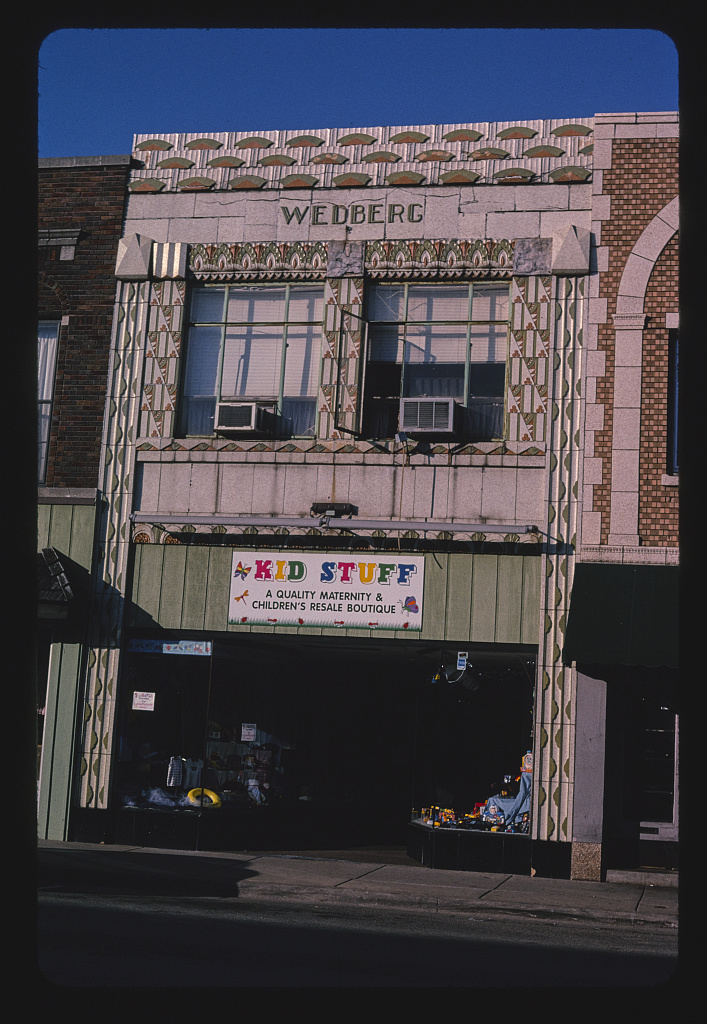 WEDBERG
KID STUFF
A QUALITY MATERNITY &
CHILDREN'S RESALE BOUTIQUE